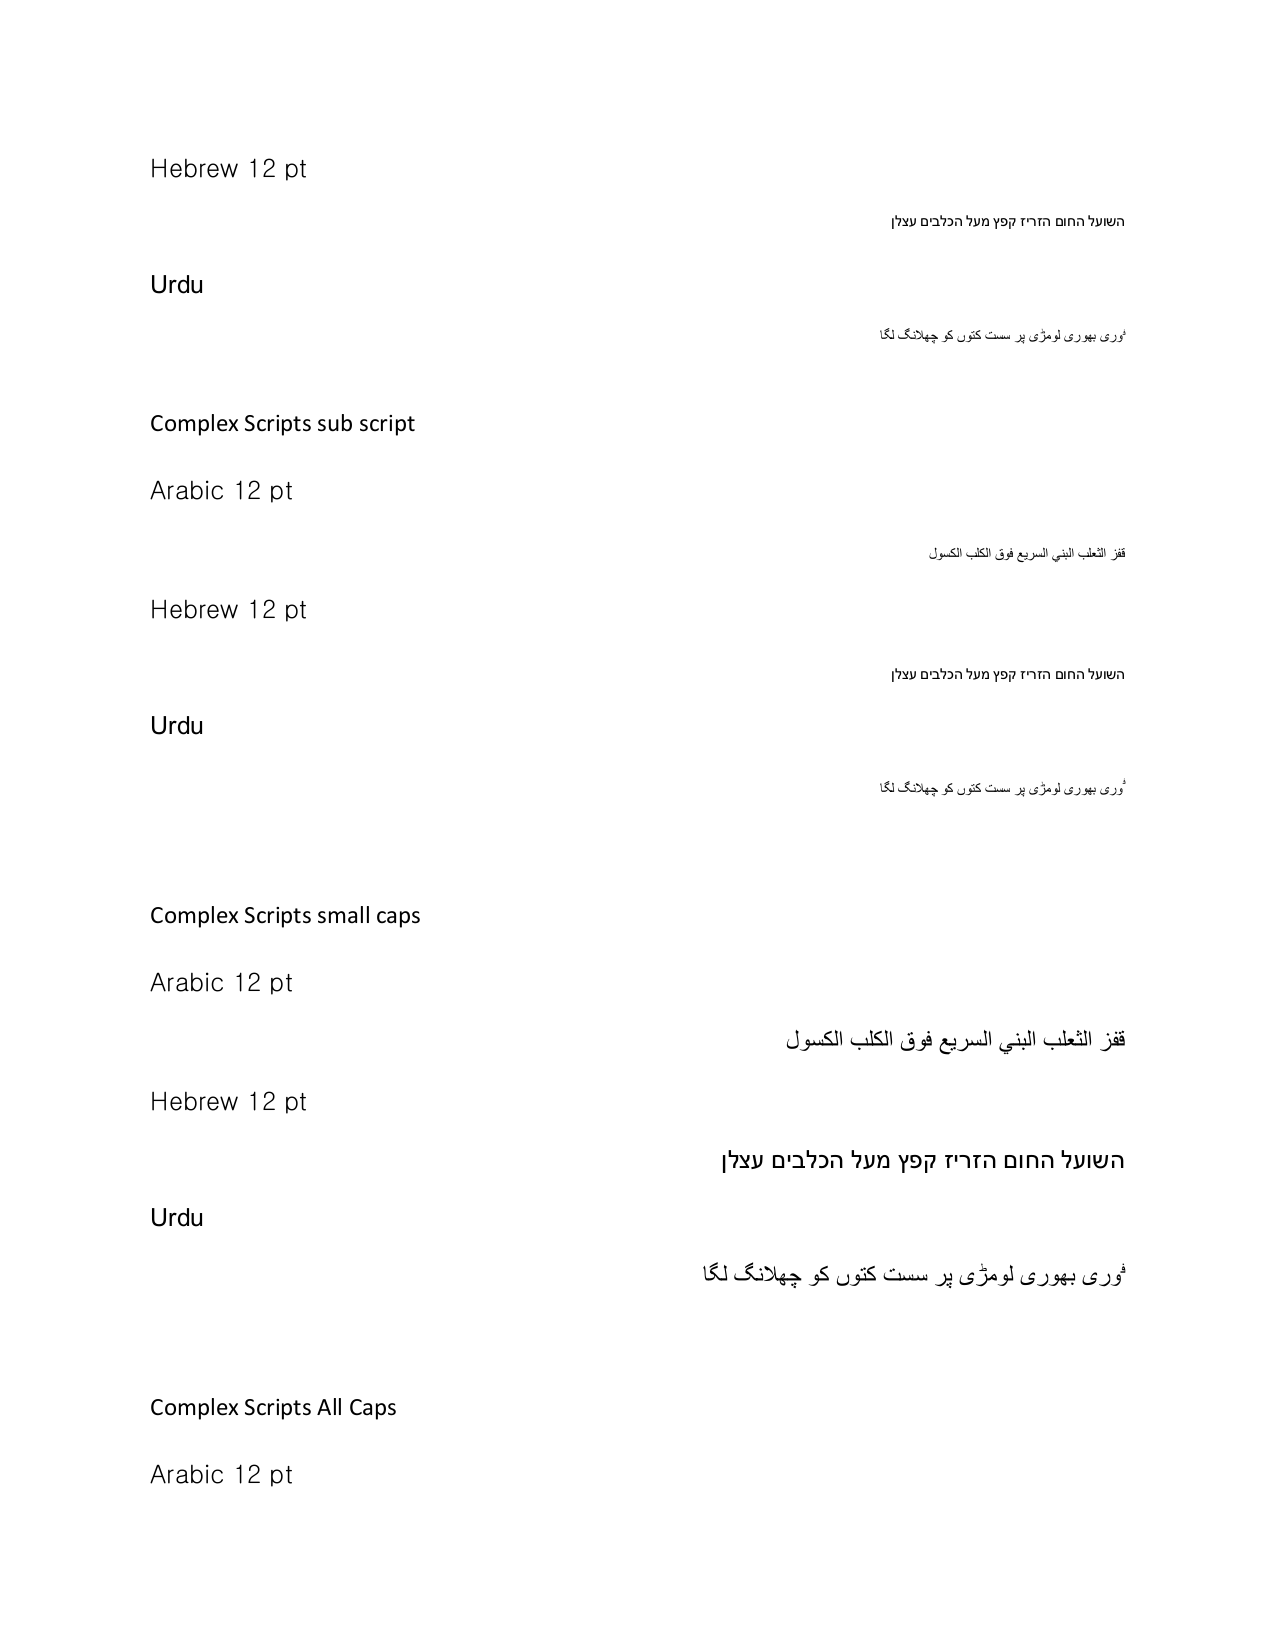 Hebrew 12 pt
השועל החום הזריז קפץ מעל הכלבים עצלן
Urdu
فوری بھوری لومڑی پر سست کتوں کو چھلانگ لگا
Complex Scripts sub script
Arabic 12 pt
قفز الثعلب البني السريع فوق الكلب الكسول
Hebrew 12 pt
השועל החום הזריז קפץ מעל הכלבים עצלן
Urdu
فوری بھوری لومڑی پر سست کتوں کو چھلانگ لگا
Complex Scripts small caps
Arabic 12 pt
قفز الثعلب البني السريع فوق الكلب الكسول
Hebrew 12 pt
השועל החום הזריז קפץ מעל הכלבים עצלן
Urdu
فوری بھوری لومڑی پر سست کتوں کو چھلانگ لگا
Complex Scripts All Caps
Arabic 12 pt